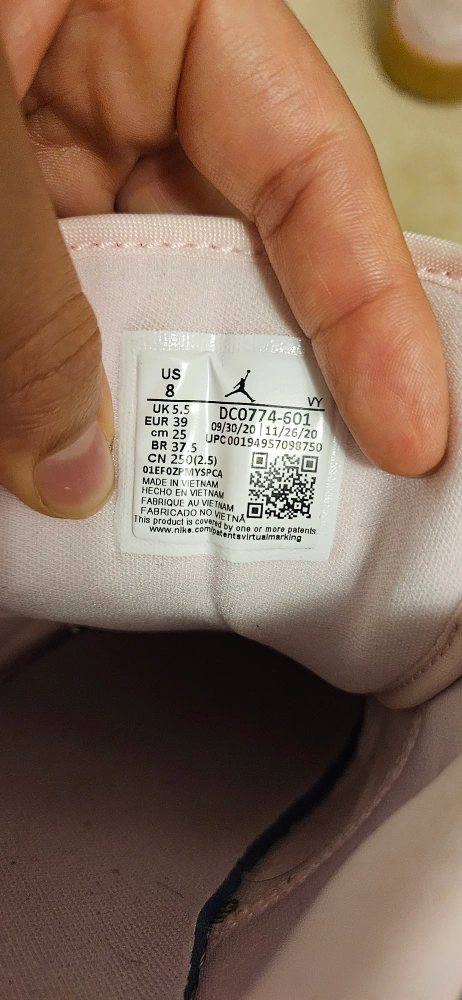 US
8
VY
UK 5.5
EUR 39
cm 25
BR 37.5
CN 250(2.5)
DC0774-601
09/30/20 | 11/26/20
UPC00194957098750
01EF0ZPMYSPCA
MADE IN VIETNAM
HECHO EN VIETNAM
FABRIQUE AU VIETNAM
FABRICADO NO VIETNÃ
This product is covered by one or more patents.
www.nike.com/patentsvirtualmarking